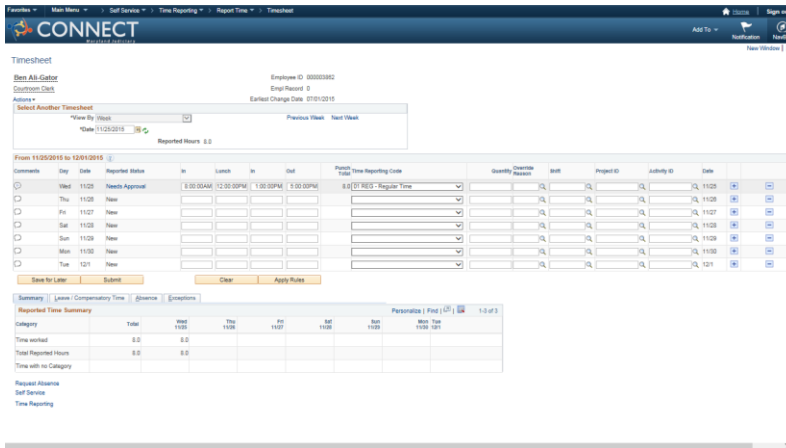 Favorites Main Menu > Self Service > Time Reporting > Report Time > Timesheet Home Sign
CONNECT Add To Notification
Maryland Judiciary
New Window
Timesheet
Ben Ali-Gator Employee ID 000003862
Courtroom Clerk Empl Record 0
Actions Earliest Change Date 07/01/2015
Select Another Timesheet
*View By Week Previous Week Next Week
*Date 11/25/2015
Reported Hours 8.0
From 11/25/2015 to 12/01/2015
Comments Day Date Reported Status In Lunch In Out Punch Total Time Reporting Code Quantity Override Reason Project ID Activity ID Date
Wed 11/25 Needs Approval 8:00:00AM 12:00:00PM 1:00:00PM 5:00:00PM 8.0 01 REG - Regular Time 11/25
Thu 11/26 New 11/26
Fri 11/27 New 11/27
Sat 11/28 New 11/28
Sun 11/29 New 11/29
Mon 11/30 New 11/30
Tue 12/1 New 12/1
Save for Later Submit Clear Apply Rules
Summary Leave / Compensatory Time Absence Exceptions
Reported Time Summary Personalize | Find | 1-3 of 3
Category Total Wed 11/25 Thu 11/26 Fri 11/27 Sat 11/28 Sun 11/29 Mon 11/30 Tue 12/1
Time worked 8.0 8.0
Total Reported Hours 8.0 8.0
Time with no Category
Request Absence
Self Service
Time Reporting